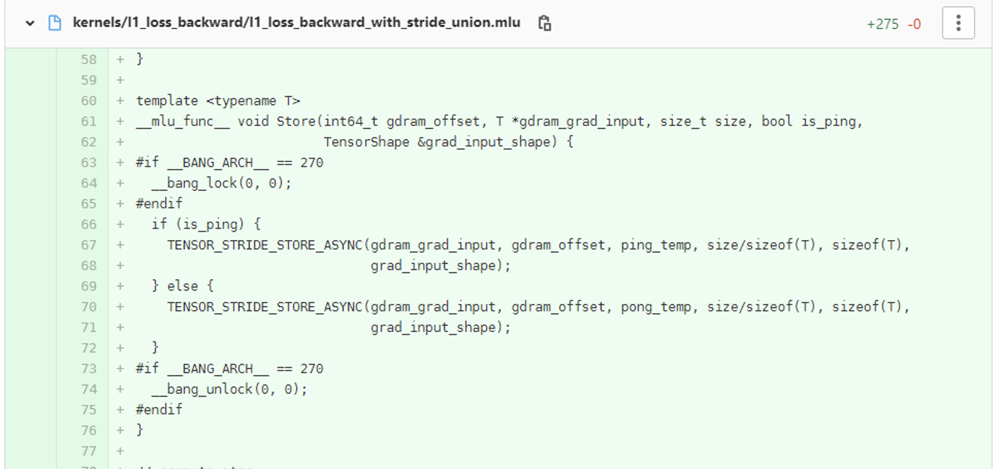 kernels/l1_loss_backward/l1_loss_backward_with_stride_union.mlu +275 -0
58 + }
59 +
60 + template <typename T>
61 + __mlu_func__ void Store(int64_t gdram_offset, T *gdram_grad_input, size_t size, bool is_ping,
62 +                         TensorShape &grad_input_shape) {
63 + #if __BANG_ARCH__ == 270
64 +   __bang_lock(0, 0);
65 + #endif
66 +   if (is_ping) {
67 +     TENSOR_STRIDE_STORE_ASYNC(gdram_grad_input, gdram_offset, ping_temp, size/sizeof(T), sizeof(T),
68 +                               grad_input_shape);
69 +   } else {
70 +     TENSOR_STRIDE_STORE_ASYNC(gdram_grad_input, gdram_offset, pong_temp, size/sizeof(T), sizeof(T),
71 +                               grad_input_shape);
72 +   }
73 + #if __BANG_ARCH__ == 270
74 +   __bang_unlock(0, 0);
75 + #endif
76 + }
77 +